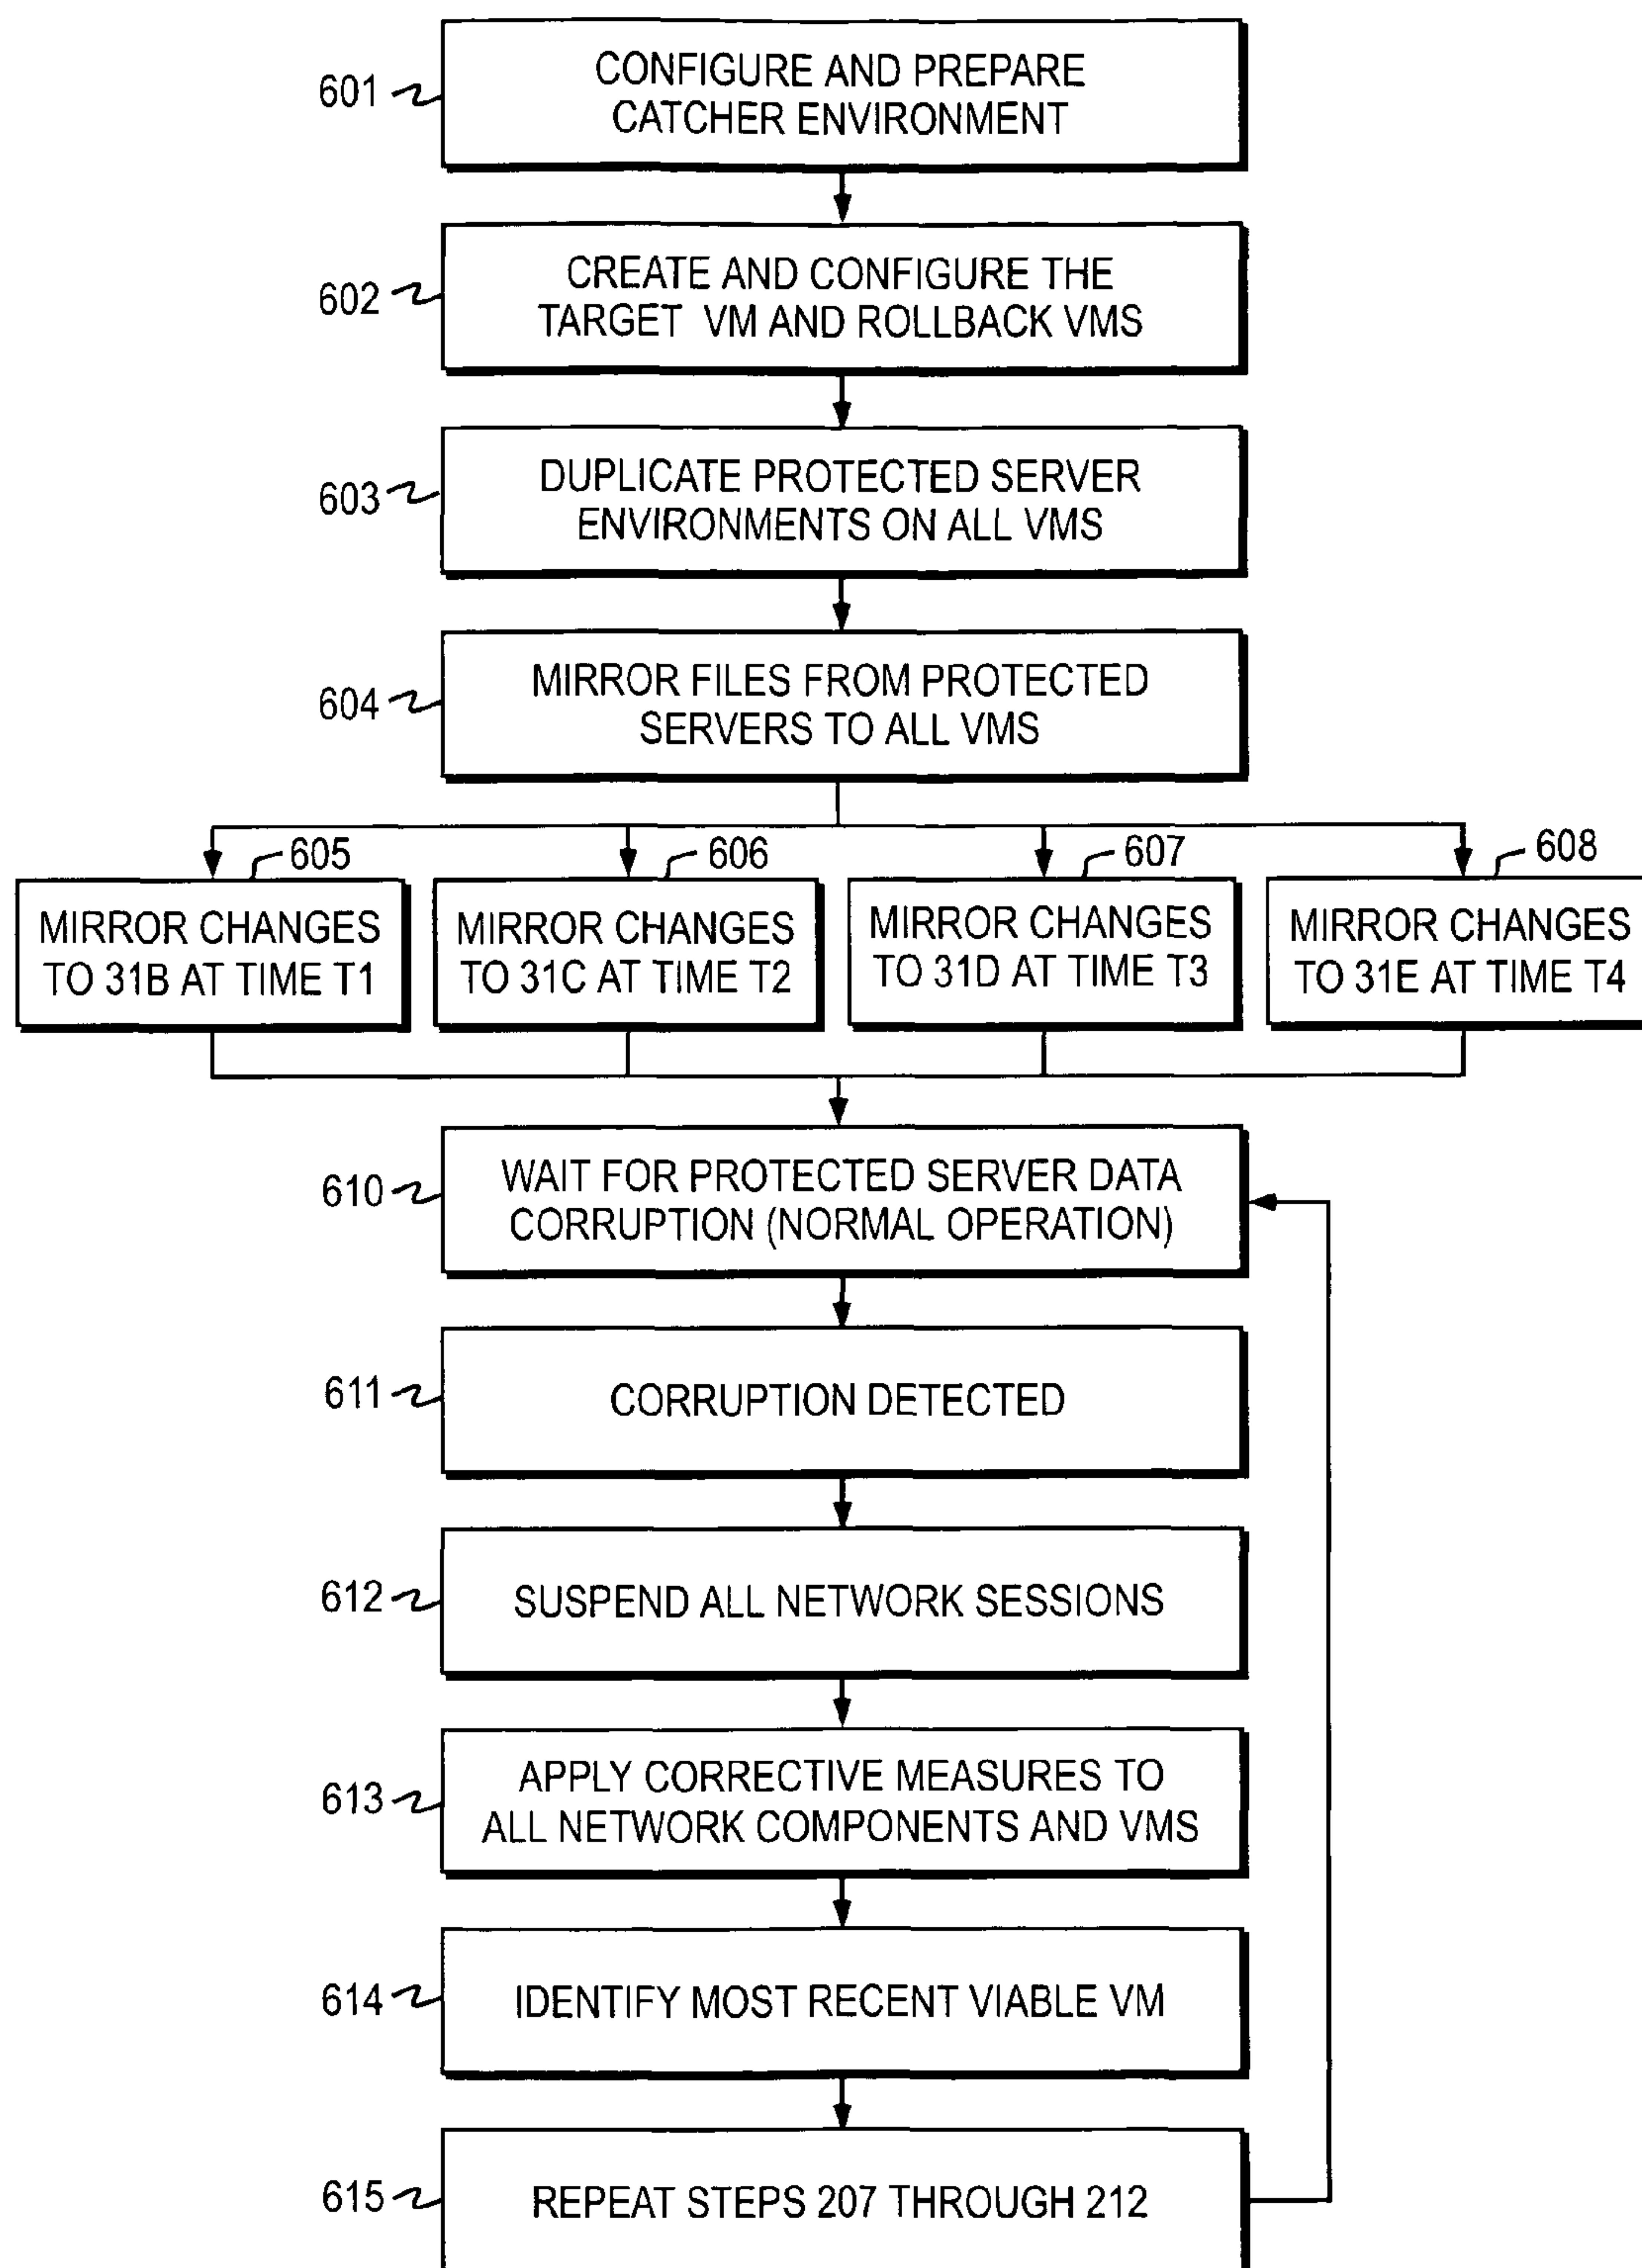 601
CONFIGURE AND PREPARE
CATCHER ENVIRONMENT
602
CREATE AND CONFIGURE THE
TARGET VM AND ROLLBACK VMS
603
DUPLICATE PROTECTED SERVER
ENVIRONMENTS ON ALL VMS
604
MIRROR FILES FROM PROTECTED
SERVERS TO ALL VMS
605
MIRROR CHANGES
TO 31B AT TIME T1
606
MIRROR CHANGES
TO 31C AT TIME T2
607
MIRROR CHANGES
TO 31D AT TIME T3
608
MIRROR CHANGES
TO 31E AT TIME T4
610
WAIT FOR PROTECTED SERVER DATA
CORRUPTION (NORMAL OPERATION)
611
CORRUPTION DETECTED
612
SUSPEND ALL NETWORK SESSIONS
613
APPLY CORRECTIVE MEASURES TO
ALL NETWORK COMPONENTS AND VMS
614
IDENTIFY MOST RECENT VIABLE VM
615
REPEAT STEPS 207 THROUGH 212